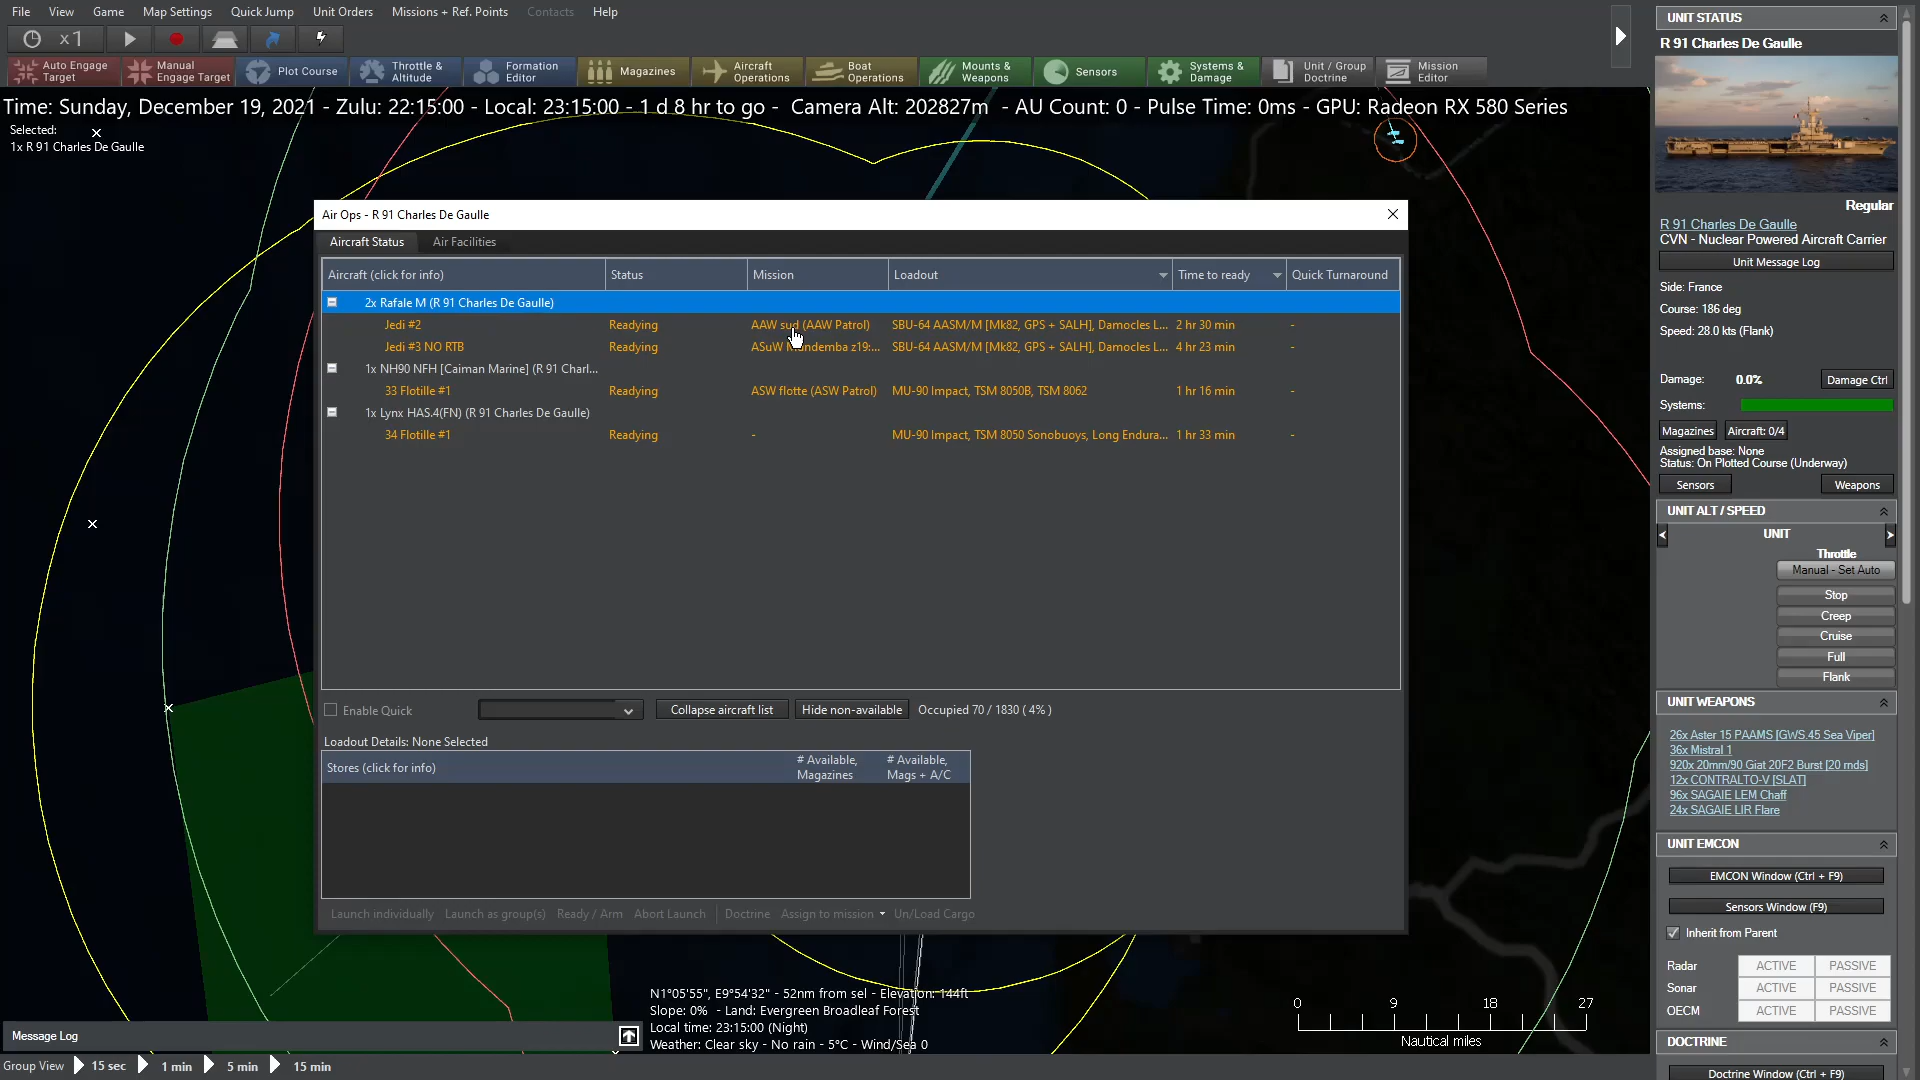 File View Game Map Settings Quick Jump Unit Orders Missions + Ref. Points Contacts Help
x 1
Auto Engage Target
Manual Engage Target
Plot Course
Throttle & Altitude
Formation Editor
Magazines
Aircraft Operations
Boat Operations
Mounts & Weapons
Sensors
Systems & Damage
Unit / Group Doctrine
Mission Editor
Time: Sunday, December 19, 2021 - Zulu: 22:15:00 - Local: 23:15:00 - 1 d 8 hr to go - Camera Alt: 202827m - AU Count: 0 - Pulse Time: 0ms - GPU: Radeon RX 580 Series
Selected:
1x R 91 Charles De Gaulle
Air Ops - R 91 Charles De Gaulle
Aircraft Status Air Facilities
Aircraft (click for info) Status Mission Loadout Time to ready Quick Turnaround
2x Rafale M (R 91 Charles De Gaulle)
Jedi #2 Readying AAW sud (AAW Patrol) SBU-64 AASM/M [Mk82, GPS + SALH], Damocles L... 2 hr 30 min -
Jedi #3 NO RTB Readying ASuW z19:... SBU-64 AASM/M [Mk82, GPS + SALH], Damocles L... 4 hr 23 min -
1x NH90 NFH [Caiman Marine] (R 91 Charl...
33 Flotille #1 Readying ASW flotte (ASW Patrol) MU-90 Impact, TSM 8050B, TSM 8062 1 hr 16 min -
1x Lynx HAS.4(FN) (R 91 Charles De Gaulle)
34 Flotille #1 Readying - MU-90 Impact, TSM 8050 Sonobuoys, Long Endura... 1 hr 33 min -
Enable Quick Collapse aircraft list Hide non-available Occupied 70 / 1830 ( 4% )
Loadout Details: None Selected
Stores (click for info) # Available, Magazines # Available, Mags + A/C
Launch individually Launch as group(s) Ready / Arm Abort Launch Doctrine Assign to mission Un/Load Cargo
N1°05'55", E9°54'32" - 52nm from sel - Elevation: 144ft
Slope: 0% - Land: Evergreen Broadleaf Forest
Local time: 23:15:00 (Night)
Weather: Clear sky - No rain - 5°C - Wind/Sea 0
0 9 18 27
Nautical miles
Message Log
Group View 15 sec 1 min 5 min 15 min
UNIT STATUS
R 91 Charles De Gaulle
Regular
R 91 Charles De Gaulle
CVN - Nuclear Powered Aircraft Carrier
Unit Message Log
Side: France
Course: 186 deg
Speed: 28.0 kts (Flank)
Damage: 0.0% Damage Ctrl
Systems:
Magazines Aircraft: 0/4
Assigned base: None
Status: On Plotted Course (Underway)
Sensors Weapons
UNIT ALT / SPEED
UNIT
Throttle
Manual - Set Auto
Stop
Creep
Cruise
Full
Flank
UNIT WEAPONS
26x Aster 15 PAAMS [GWS.45 Sea Viper]
36x Mistral 1
920x 20mm/90 Giat 20F2 Burst [20 rnds]
12x CONTRALTO-V [SLAT]
96x SAGAIE LEM Chaff
24x SAGAIE LIR Flare
UNIT EMCON
EMCON Window (Ctrl + F9)
Sensors Window (F9)
Inherit from Parent
Radar ACTIVE PASSIVE
Sonar ACTIVE PASSIVE
OECM ACTIVE PASSIVE
DOCTRINE
Doctrine Window (Ctrl + F9)